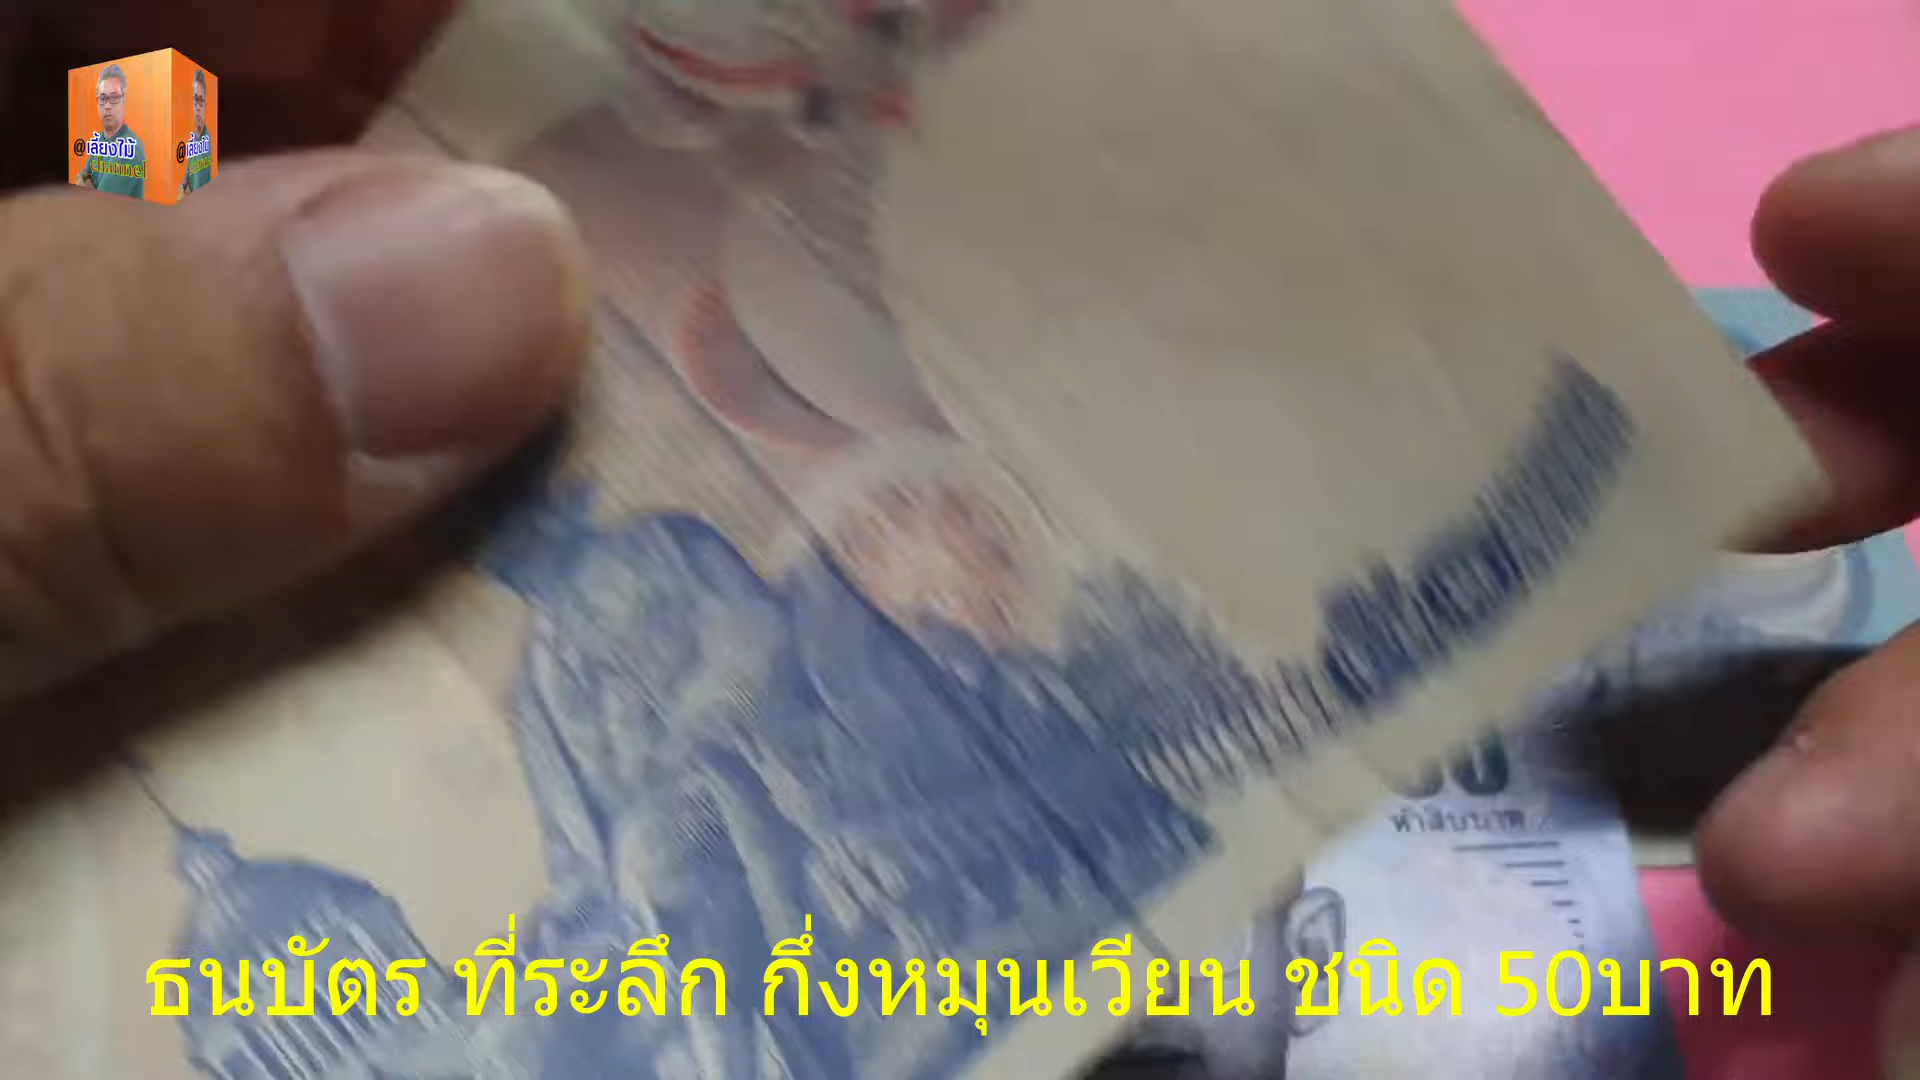 @เลี้ยงไม้
channel
@เลี้ยงไม้
ห้าสิบบาท
ธนบัตร ที่ระลึก กึ่งหมุนเวียน ชนิด 50บาท